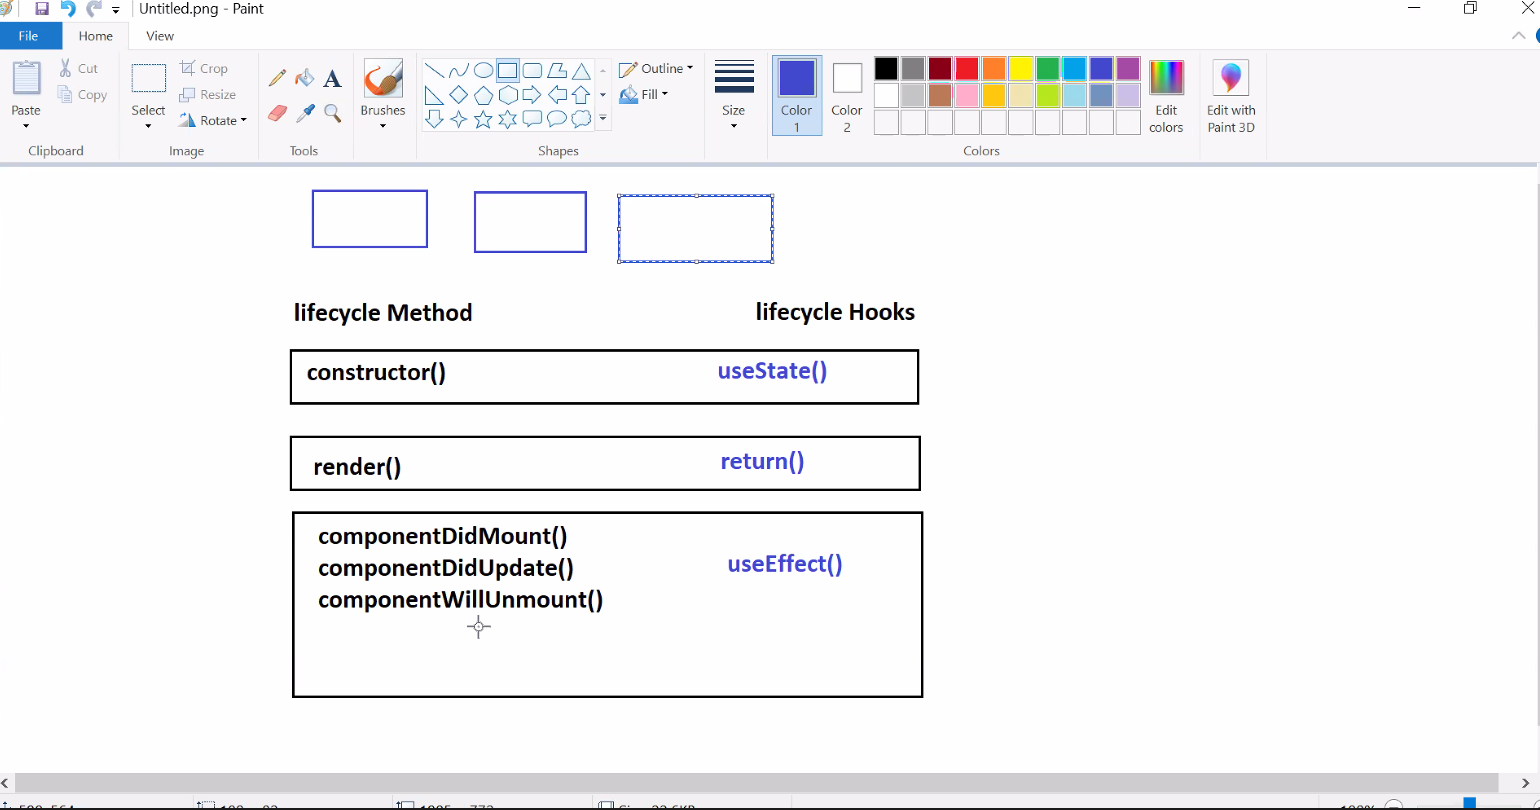 Untitled.png - Paint
File Home View
Paste
Cut
Copy
Clipboard
Select
Crop
Resize
Rotate
Image
Tools
Brushes
Shapes
Outline
Fill
Size
Color 1
Color 2
Colors
Edit colors
Edit with Paint 3D
lifecycle Method lifecycle Hooks
constructor() useState()
render() return()
componentDidMount()
componentDidUpdate() useEffect()
componentWillUnmount()